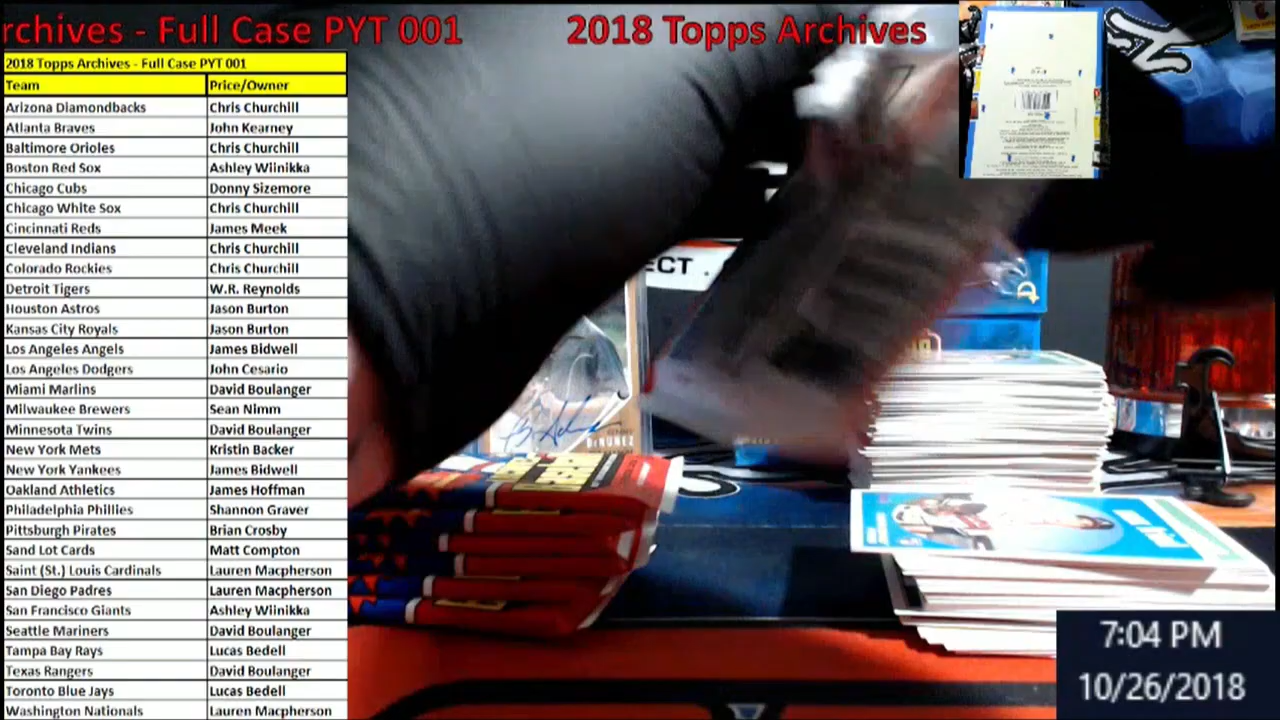 rchives - Full Case PYT 001
2018 Topps Archives
2018 Topps Archives - Full Case PYT 001
Team Price/Owner
Arizona Diamondbacks Chris Churchill
Atlanta Braves John Kearney
Baltimore Orioles Chris Churchill
Boston Red Sox Ashley Wiinikka
Chicago Cubs Donny Sizemore
Chicago White Sox Chris Churchill
Cincinnati Reds James Meek
Cleveland Indians Chris Churchill
Colorado Rockies Chris Churchill
Detroit Tigers W.R. Reynolds
Houston Astros Jason Burton
Kansas City Royals Jason Burton
Los Angeles Angels James Bidwell
Los Angeles Dodgers John Cesario
Miami Marlins David Boulanger
Milwaukee Brewers Sean Nimm
Minnesota Twins David Boulanger
New York Mets Kristin Backer
New York Yankees James Bidwell
Oakland Athletics James Hoffman
Philadelphia Phillies Shannon Graver
Pittsburgh Pirates Brian Crosby
Sand Lot Cards Matt Compton
Saint (St.) Louis Cardinals Lauren Macpherson
San Diego Padres Lauren Macpherson
San Francisco Giants Ashley Wiinikka
Seattle Mariners David Boulanger
Tampa Bay Rays Lucas Bedell
Texas Rangers David Boulanger
Toronto Blue Jays Lucas Bedell
Washington Nationals Lauren Macpherson
ECT .
7:04 PM
10/26/2018